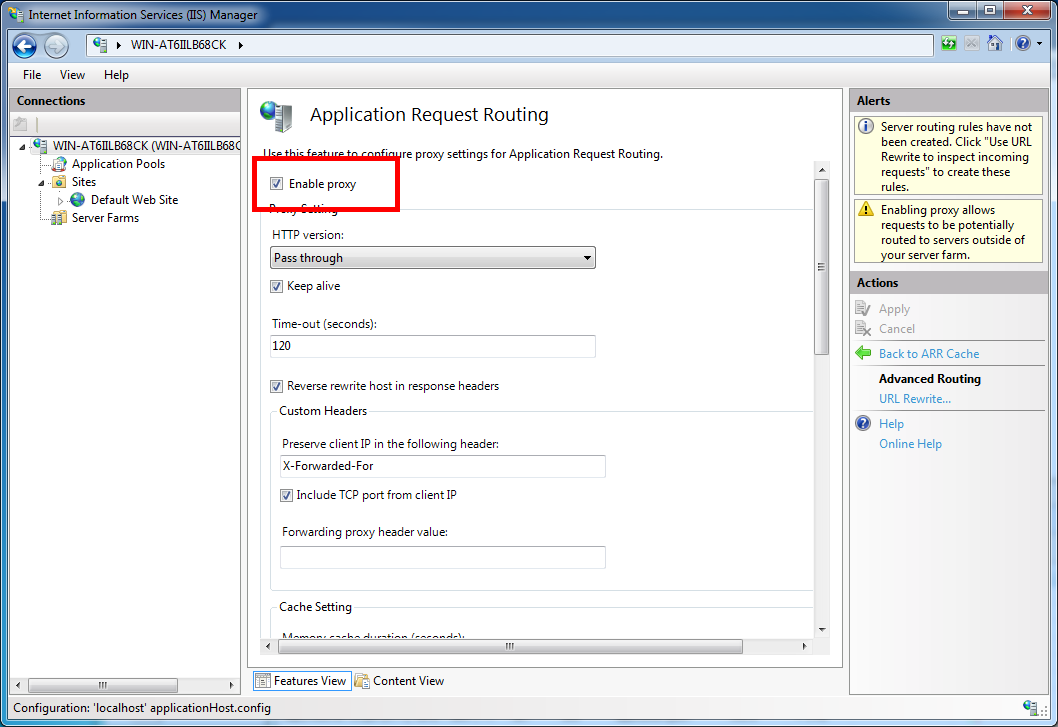 Internet Information Services (IIS) Manager
WIN-AT6IILB68CK
File View Help
Connections
WIN-AT6IILB68CK (WIN-AT6IILB68C
Application Pools
Sites
Default Web Site
Server Farms
Application Request Routing
Use this feature to configure proxy settings for Application Request Routing.
Enable proxy
Proxy Setting
HTTP version:
Pass through
Keep alive
Time-out (seconds):
120
Reverse rewrite host in response headers
Custom Headers
Preserve client IP in the following header:
X-Forwarded-For
Include TCP port from client IP
Forwarding proxy header value:
Cache Setting
Memory cache duration (seconds):
Features View
Content View
Alerts
Server routing rules have not
been created. Click "Use URL
Rewrite to inspect incoming
requests" to create these
rules.
Enabling proxy allows
requests to be potentially
routed to servers outside of
your server farm.
Actions
Apply
Cancel
Back to ARR Cache
Advanced Routing
URL Rewrite...
Help
Online Help
Configuration: 'localhost' applicationHost.config